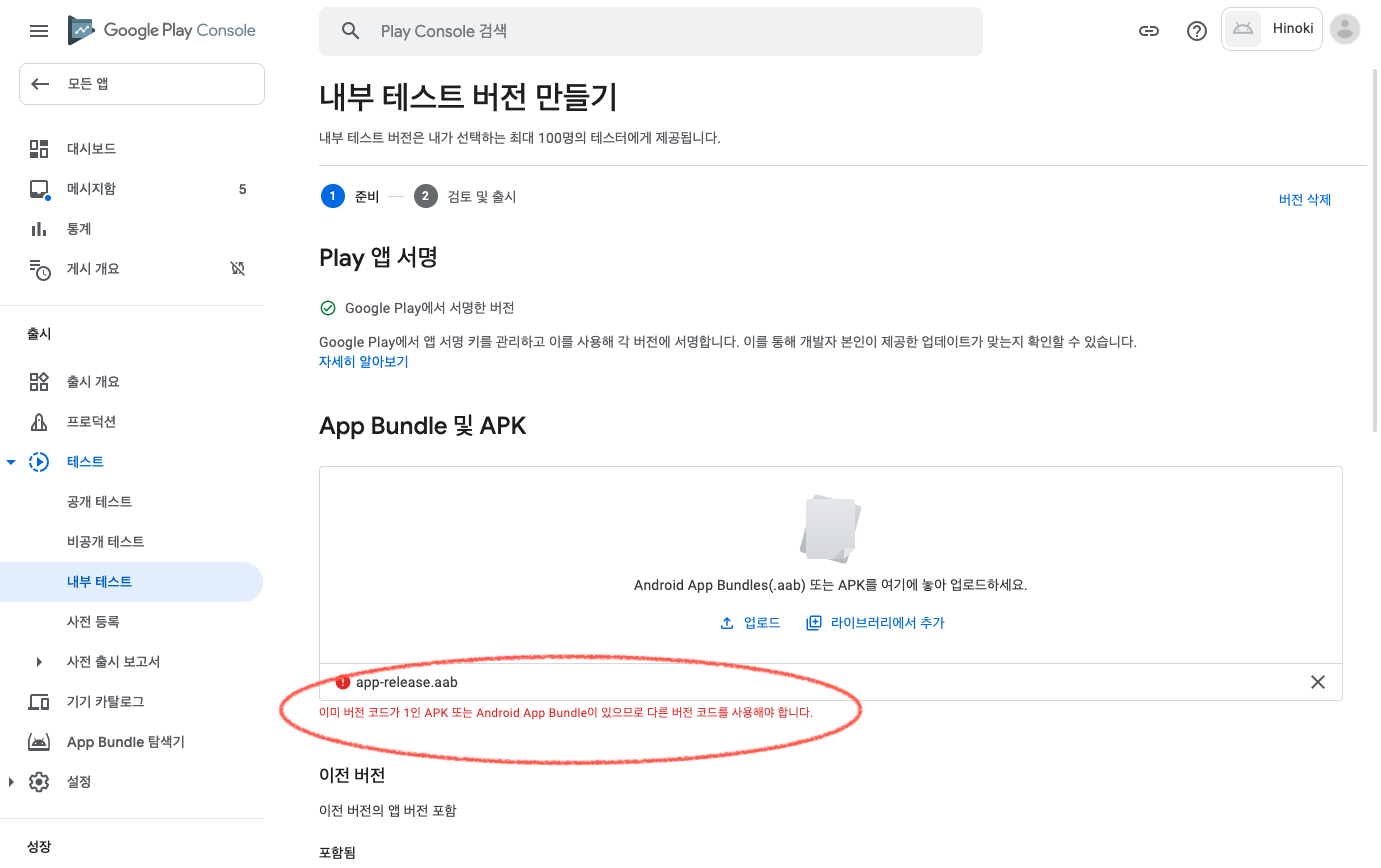 Google Play Console
Play Console 검색
Hinoki
모든 앱
대시보드
메시지함 5
통계
게시 개요
출시
출시 개요
프로덕션
테스트
공개 테스트
비공개 테스트
내부 테스트
사전 등록
사전 출시 보고서
기기 카탈로그
App Bundle 탐색기
설정
성장
내부 테스트 버전 만들기
내부 테스트 버전은 내가 선택하는 최대 100명의 테스터에게 제공됩니다.
1 준비 2 검토 및 출시
버전 삭제
Play 앱 서명
Google Play에서 서명한 버전
Google Play에서 앱 서명 키를 관리하고 이를 사용해 각 버전에 서명합니다. 이를 통해 개발자 본인이 제공한 업데이트가 맞는지 확인할 수 있습니다.
자세히 알아보기
App Bundle 및 APK
Android App Bundles(.aab) 또는 APK를 여기에 놓아 업로드하세요.
업로드 라이브러리에서 추가
app-release.aab
이미 버전 코드가 1인 APK 또는 Android App Bundle이 있으므로 다른 버전 코드를 사용해야 합니다.
이전 버전
이전 버전의 앱 버전 포함
포함됨